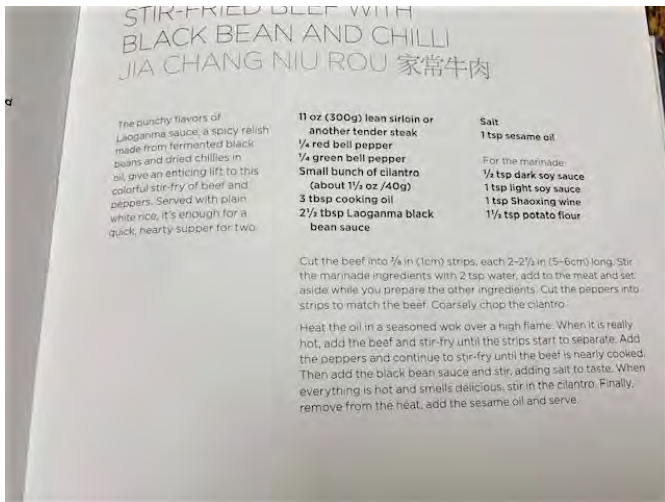 STIR-FRIED BEEF WITH
BLACK BEAN AND CHILLI
JIA CHANG NIU ROU 家常牛肉
The punchy flavors of
Laoganma sauce, a spicy relish
made from fermented black
beans and dried chillies in
oil, give an enticing lift to this
colorful stir-fry of beef and
peppers. Served with plain
white rice, it's enough for a
quick, hearty supper for two.
11 oz (300g) lean sirloin or
another tender steak
¼ red bell pepper
¼ green bell pepper
Small bunch of cilantro
(about 1½ oz /40g)
3 tbsp cooking oil
2½ tbsp Laoganma black
bean sauce
Salt
1 tsp sesame oil
For the marinade
½ tsp dark soy sauce
1 tsp light soy sauce
1 tsp Shaoxing wine
1½ tsp potato flour
Cut the beef into ⅜ in (1cm) strips, each 2–2½ in (5–6cm) long. Stir
the marinade ingredients with 2 tsp water, add to the meat and set
aside while you prepare the other ingredients. Cut the peppers into
strips to match the beef. Coarsely chop the cilantro.
Heat the oil in a seasoned wok over a high flame. When it is really
hot, add the beef and stir-fry until the strips start to separate. Add
the peppers and continue to stir-fry until the beef is nearly cooked.
Then add the black bean sauce and stir, adding salt to taste. When
everything is hot and smells delicious, stir in the cilantro. Finally,
remove from the heat, add the sesame oil and serve.